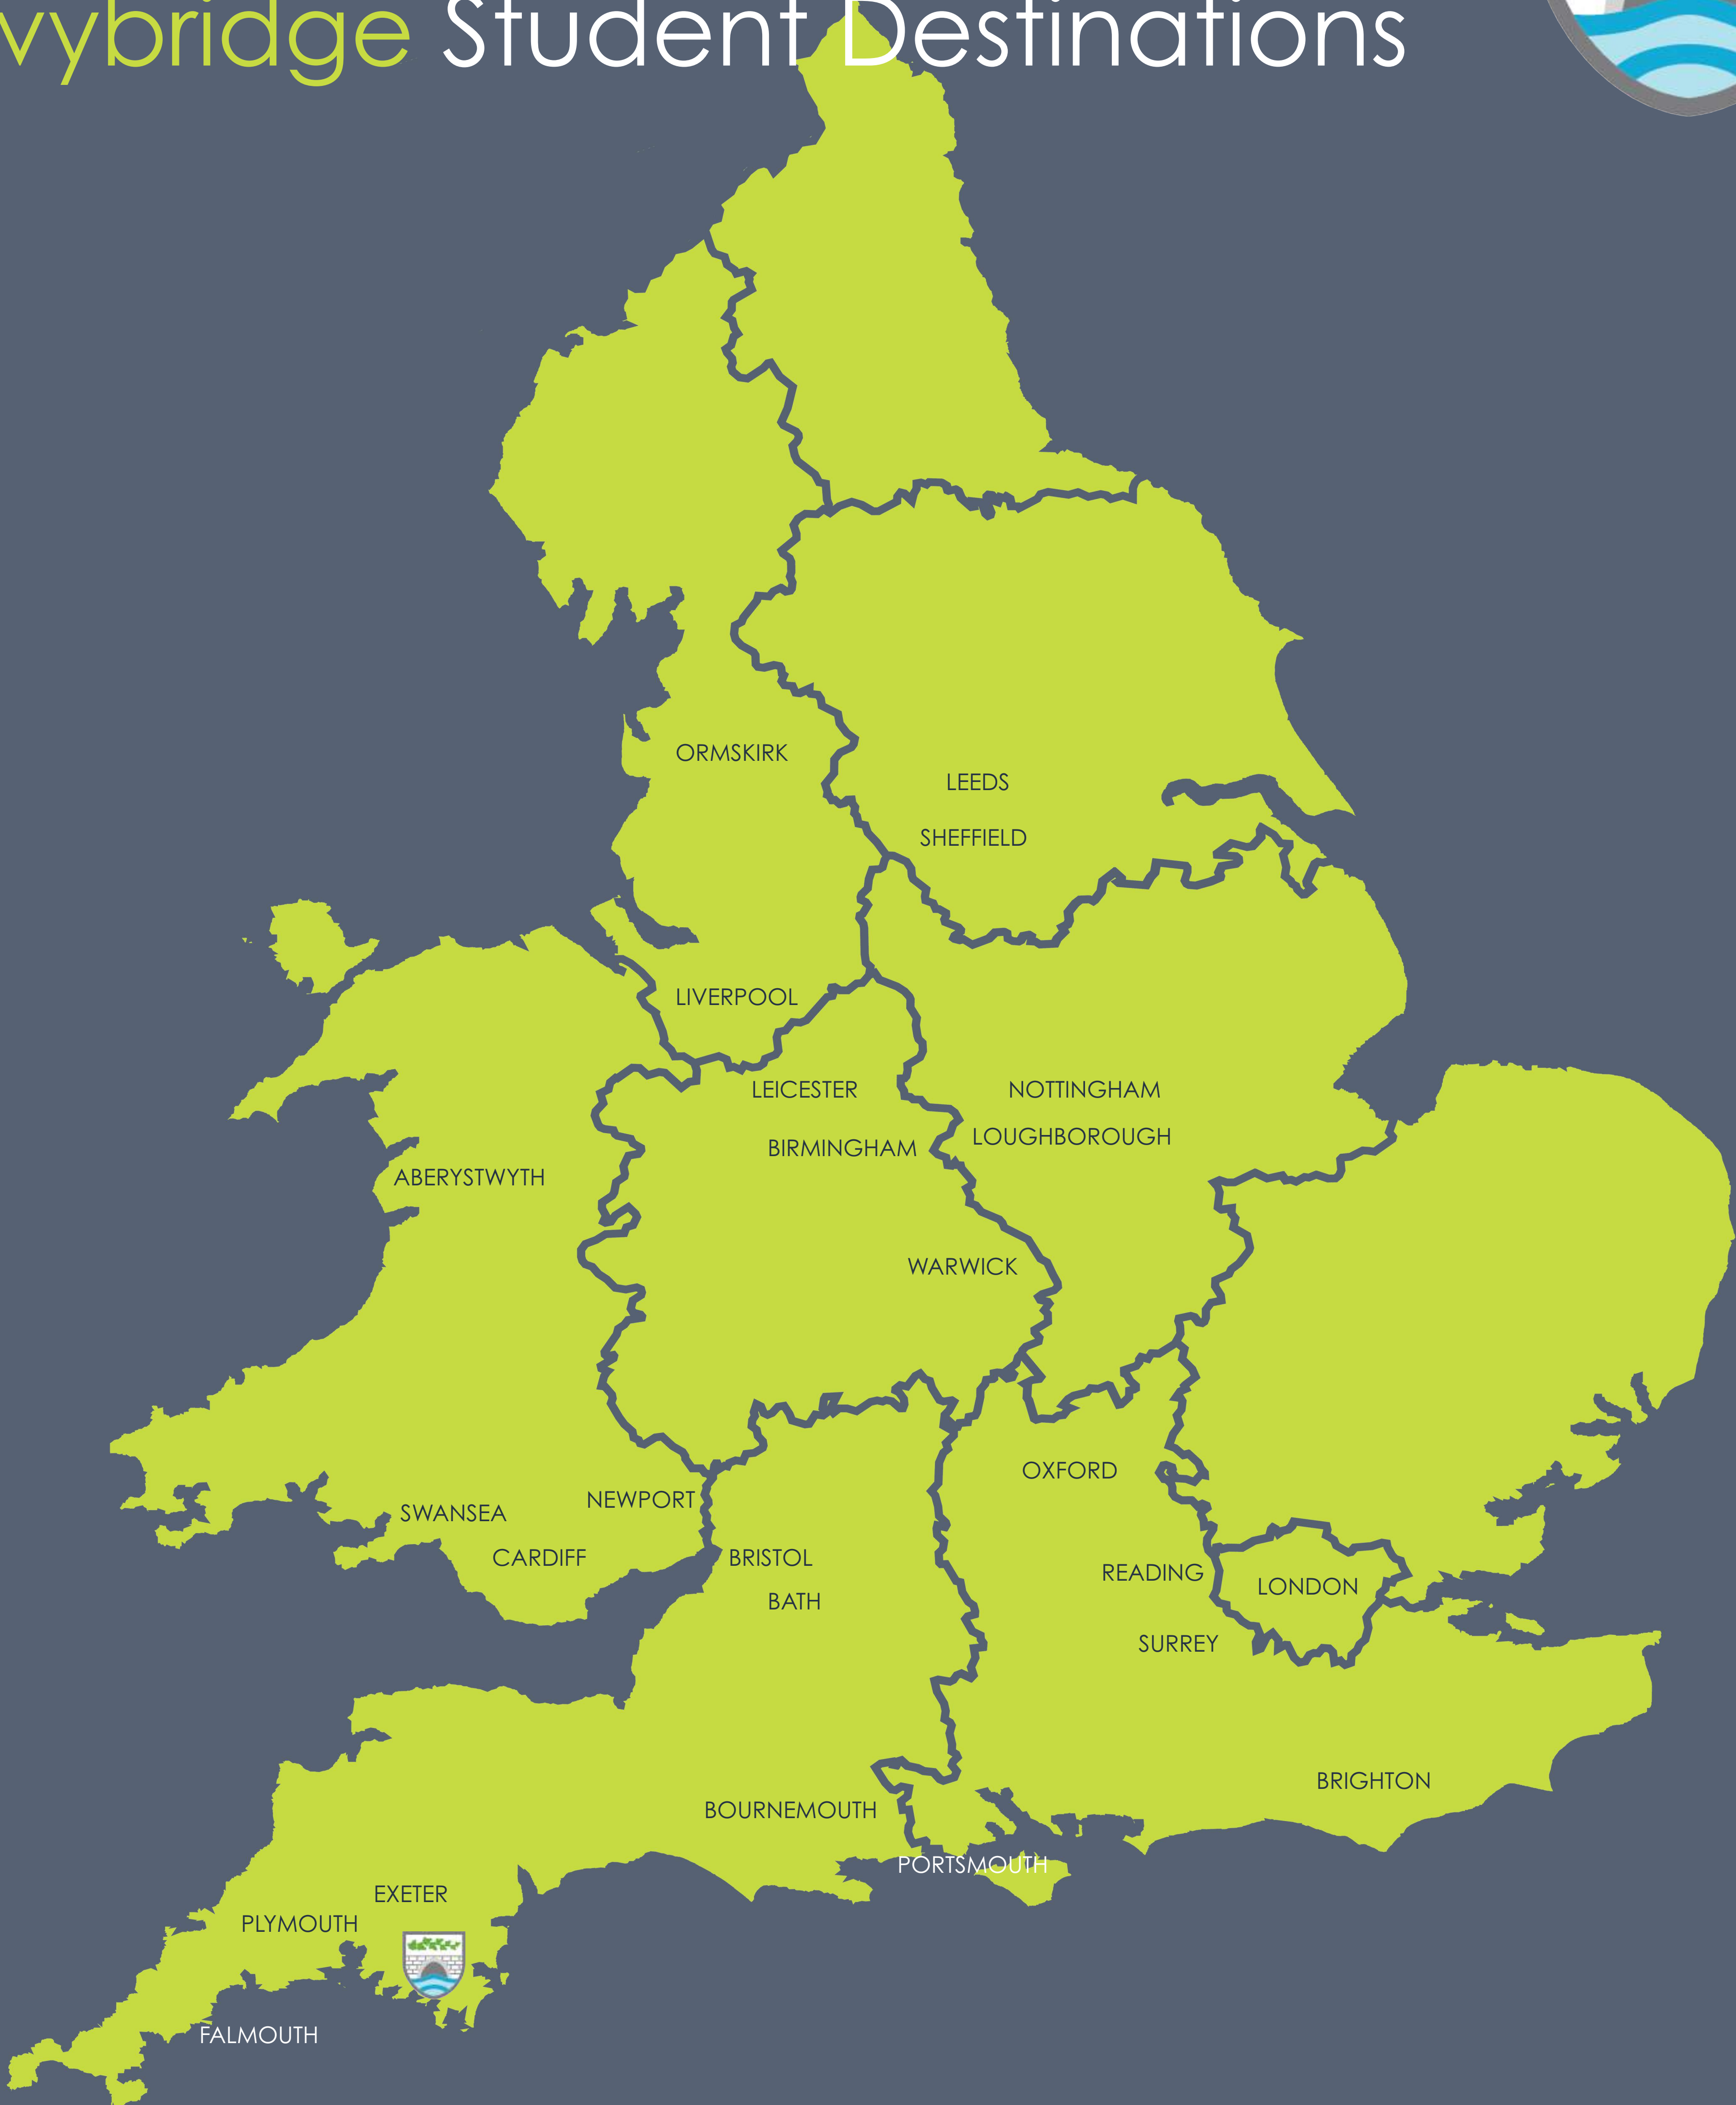 vybridge Student Destinations
ORMSKIRK
LEEDS
SHEFFIELD
LIVERPOOL
LEICESTER
NOTTINGHAM
LOUGHBOROUGH
BIRMINGHAM
ABERYSTWYTH
WARWICK
OXFORD
NEWPORT
SWANSEA
CARDIFF
BRISTOL
READING
LONDON
BATH
SURREY
BRIGHTON
BOURNEMOUTH
PORTSMOUTH
EXETER
PLYMOUTH
FALMOUTH